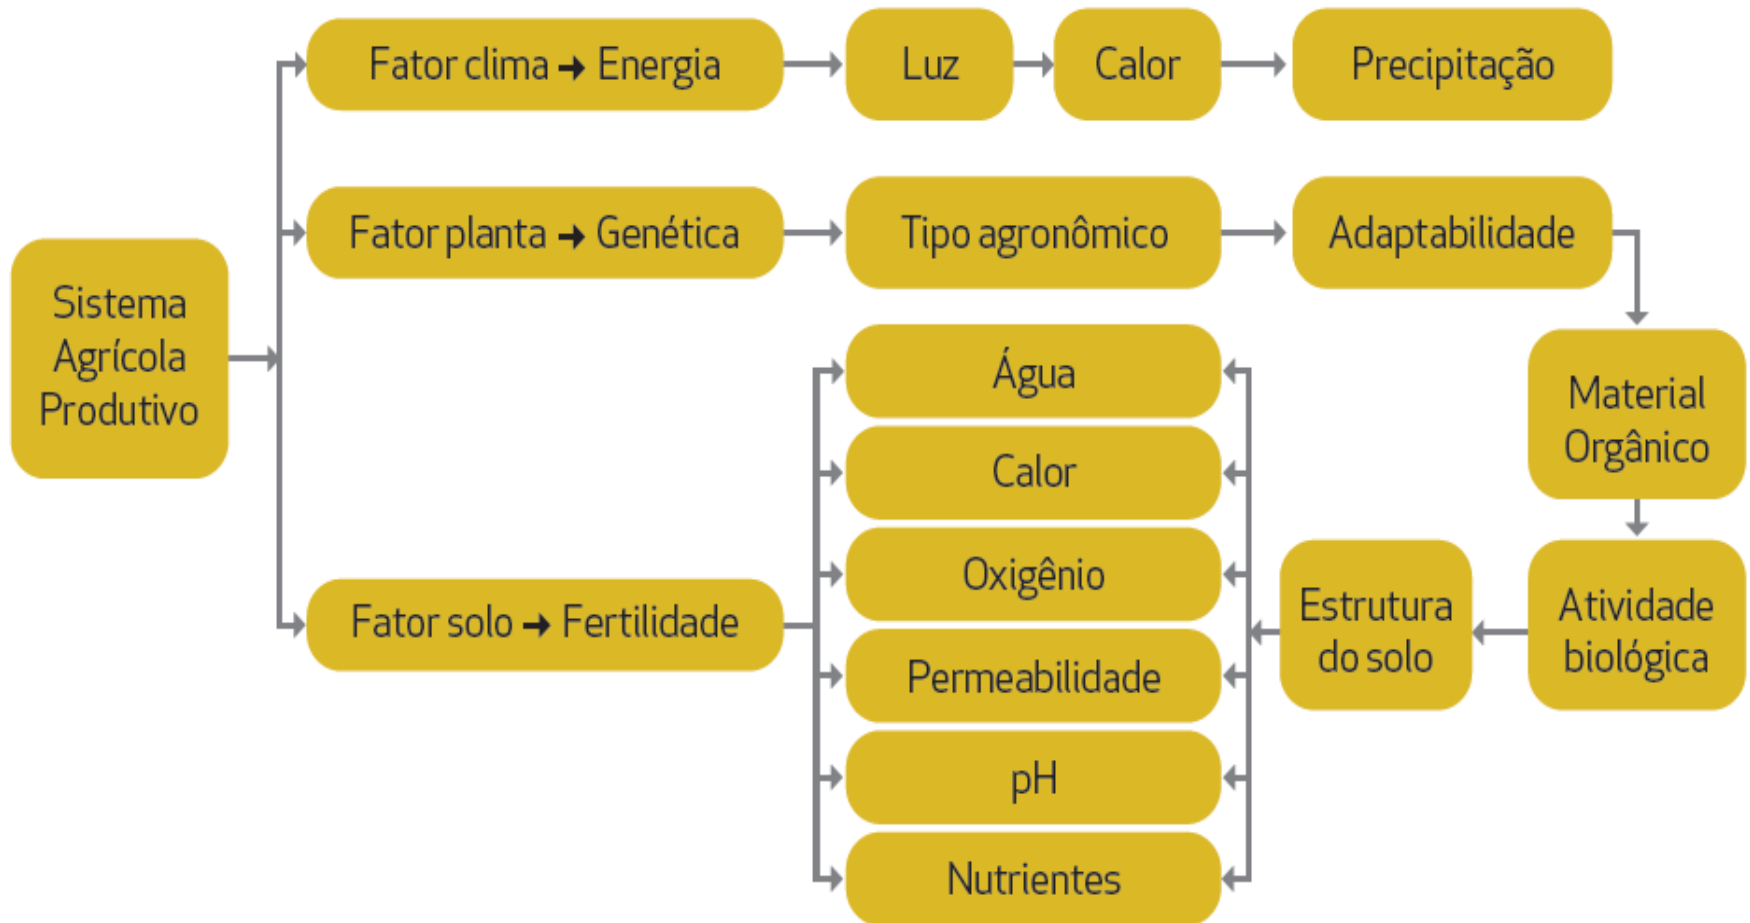 Fator clima → Energia
Luz
Calor
Precipitação
Fator planta → Genética
Tipo agronômico
Adaptabilidade
Sistema
Agrícola
Produtivo
Água
Material
Orgânico
Calor
Oxigênio
Fator solo → Fertilidade
Estrutura
do solo
Atividade
biológica
Permeabilidade
pH
Nutrientes